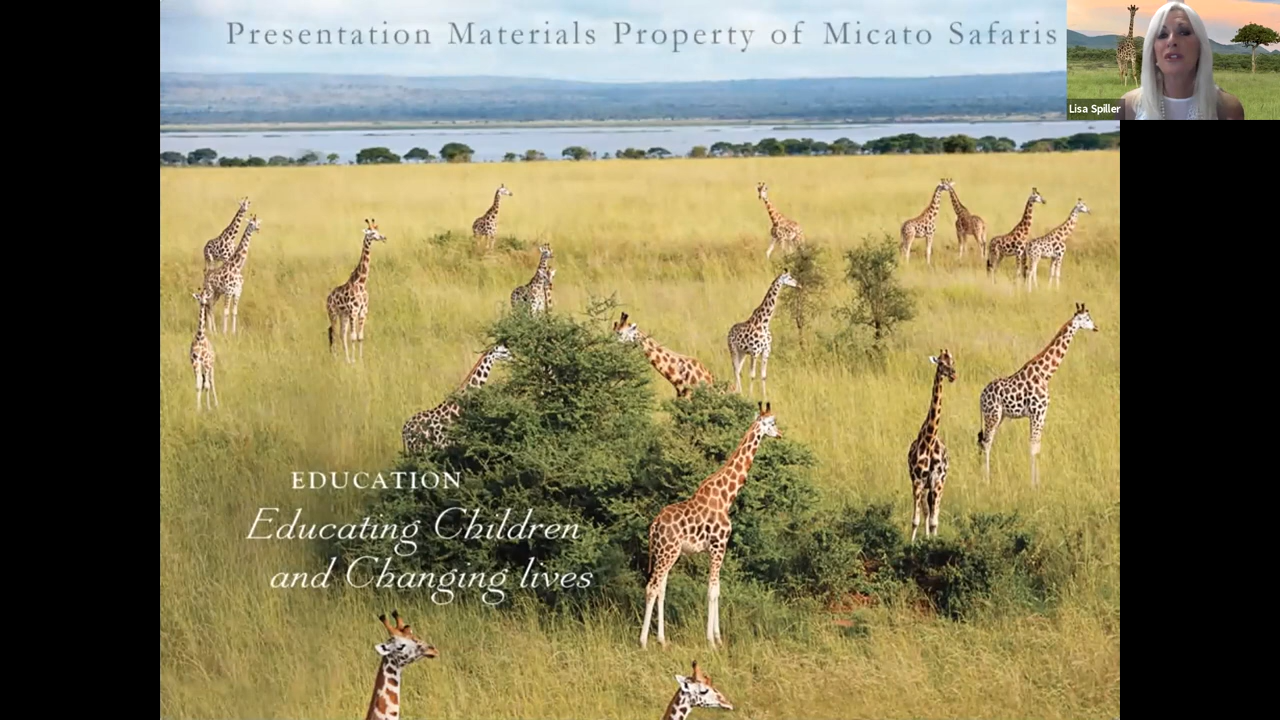 Presentation Materials Property of Micato Safaris
Lisa Spiller
EDUCATION
Educating Children
and Changing lives